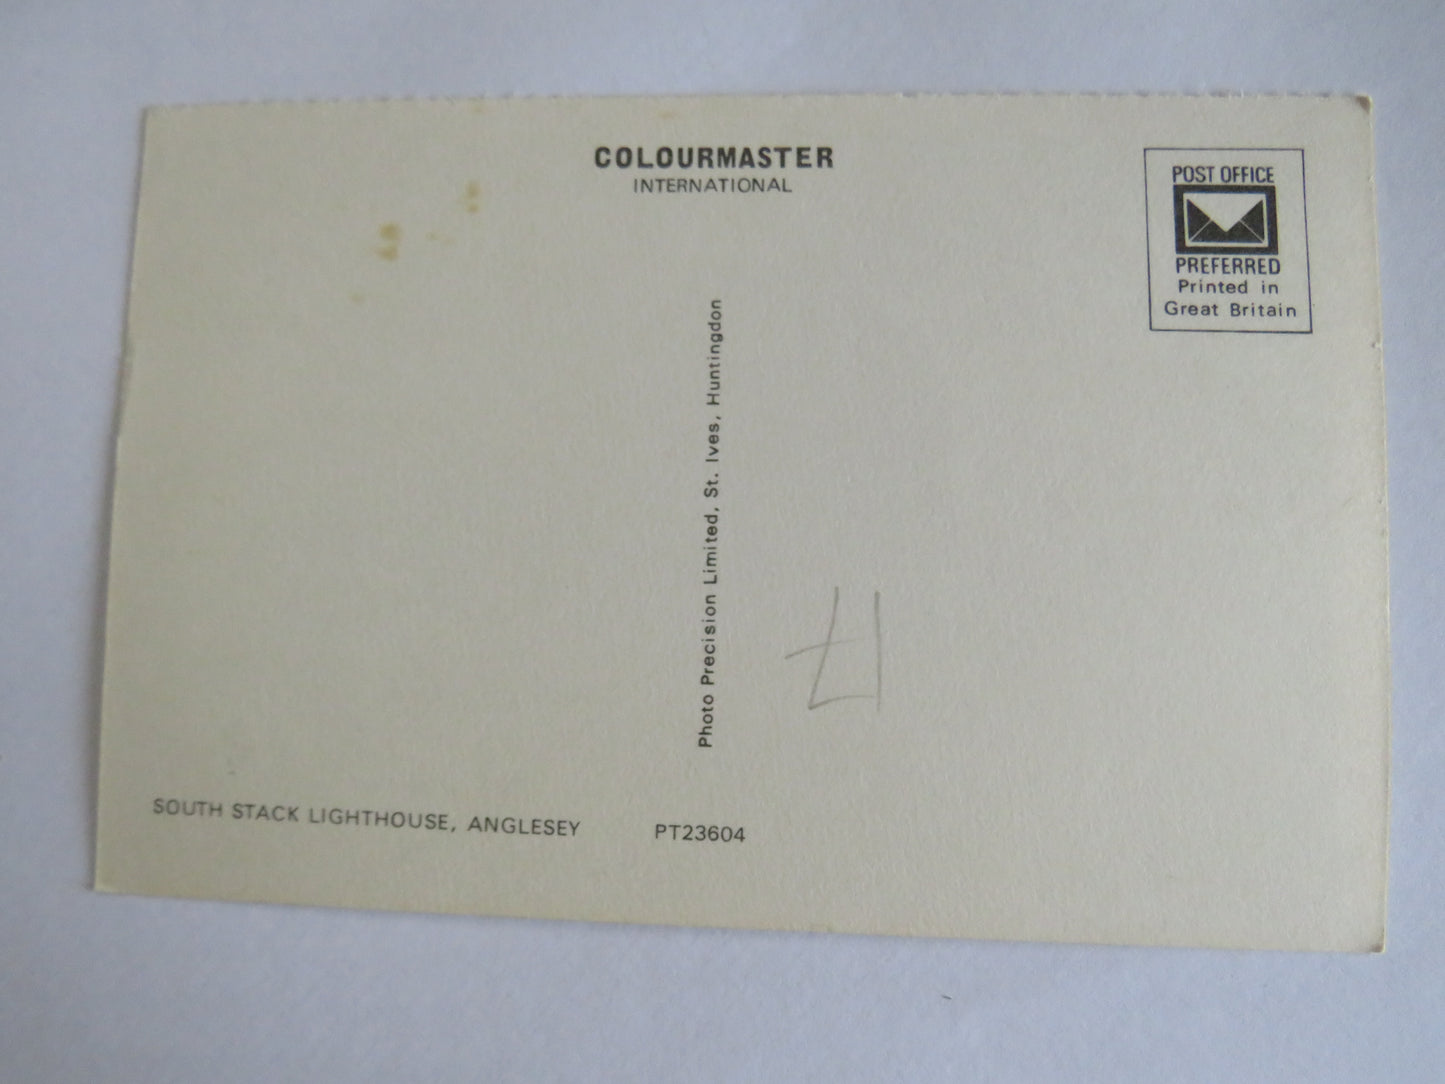 COLOURMASTER
INTERNATIONAL
POST OFFICE
PREFERRED
Printed in
Great Britain
Photo Precision Limited, St. Ives, Huntingdon
SOUTH STACK LIGHTHOUSE, ANGLESEY
PT23604